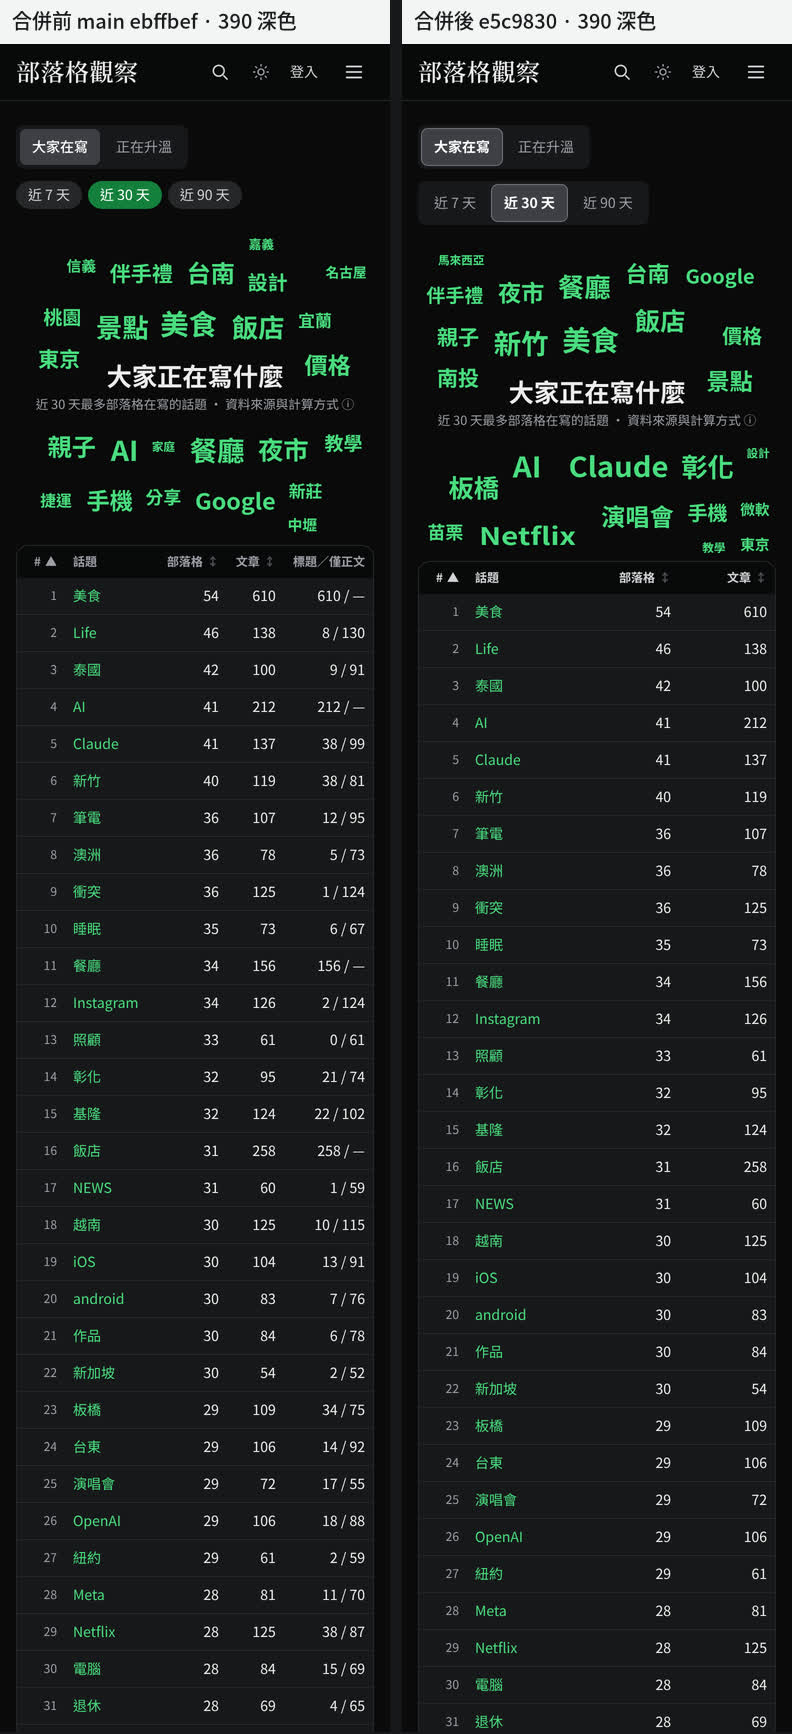 合併前 main ebffbef · 390 深色
部落格觀察 登入
大家在寫 正在升溫
近 7 天 近 30 天 近 90 天
嘉義
信義 伴手禮 台南 設計 名古屋
桃園 景點 美食 飯店 宜蘭
東京 大家正在寫什麼 價格
近 30 天最多部落格在寫的話題 · 資料來源與計算方式 ⓘ
親子 AI 家庭 餐廳 夜市 教學
捷運 手機 分享 Google 新莊
中壢
# ▲ 話題 部落格 ↕ 文章 ↕ 標題／僅正文
1 美食 54 610 610 / —
2 Life 46 138 8 / 130
3 泰國 42 100 9 / 91
4 AI 41 212 212 / —
5 Claude 41 137 38 / 99
6 新竹 40 119 38 / 81
7 筆電 36 107 12 / 95
8 澳洲 36 78 5 / 73
9 衝突 36 125 1 / 124
10 睡眠 35 73 6 / 67
11 餐廳 34 156 156 / —
12 Instagram 34 126 2 / 124
13 照顧 33 61 0 / 61
14 彰化 32 95 21 / 74
15 基隆 32 124 22 / 102
16 飯店 31 258 258 / —
17 NEWS 31 60 1 / 59
18 越南 30 125 10 / 115
19 iOS 30 104 13 / 91
20 android 30 83 7 / 76
21 作品 30 84 6 / 78
22 新加坡 30 54 2 / 52
23 板橋 29 109 34 / 75
24 台東 29 106 14 / 92
25 演唱會 29 72 17 / 55
26 OpenAI 29 106 18 / 88
27 紐約 29 61 2 / 59
28 Meta 28 81 11 / 70
29 Netflix 28 125 38 / 87
30 電腦 28 84 15 / 69
31 退休 28 69 4 / 65
合併後 e5c9830 · 390 深色
部落格觀察 登入
大家在寫 正在升溫
近 7 天 近 30 天 近 90 天
馬來西亞
伴手禮 夜市 餐廳 台南 Google
親子 新竹 美食 飯店 價格
南投 大家正在寫什麼 景點
近 30 天最多部落格在寫的話題 · 資料來源與計算方式 ⓘ
板橋 AI Claude 彰化 設計
苗栗 Netflix 演唱會 手機 微軟
教學 東京
# ▲ 話題 部落格 ↕ 文章 ↕
1 美食 54 610
2 Life 46 138
3 泰國 42 100
4 AI 41 212
5 Claude 41 137
6 新竹 40 119
7 筆電 36 107
8 澳洲 36 78
9 衝突 36 125
10 睡眠 35 73
11 餐廳 34 156
12 Instagram 34 126
13 照顧 33 61
14 彰化 32 95
15 基隆 32 124
16 飯店 31 258
17 NEWS 31 60
18 越南 30 125
19 iOS 30 104
20 android 30 83
21 作品 30 84
22 新加坡 30 54
23 板橋 29 109
24 台東 29 106
25 演唱會 29 72
26 OpenAI 29 106
27 紐約 29 61
28 Meta 28 81
29 Netflix 28 125
30 電腦 28 84
31 退休 28 69